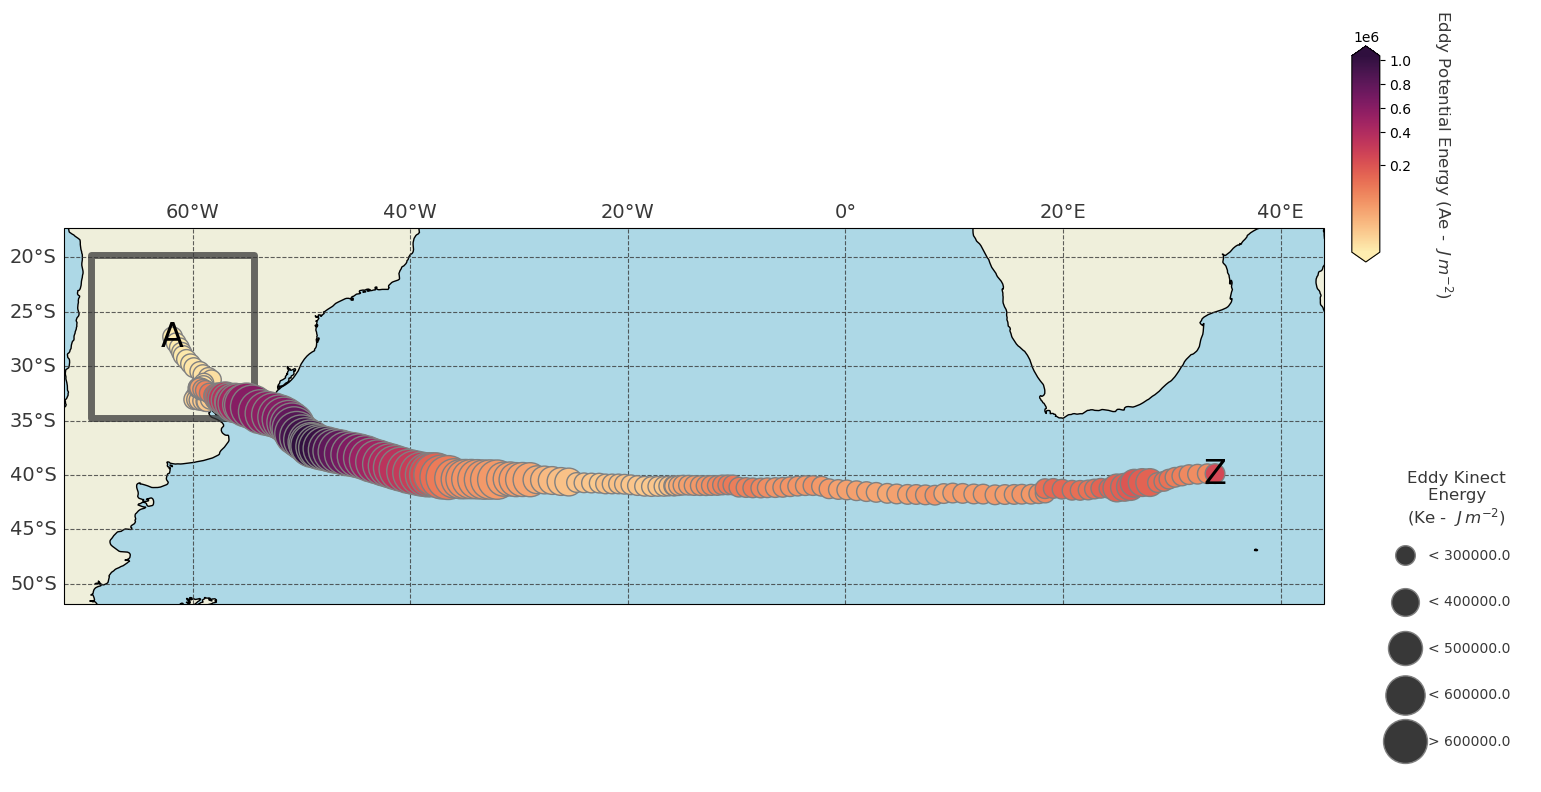 1e6
1.0
0.8
0.6
0.4
0.2
Eddy Potential Energy (Ae - J m⁻²)
60°W 40°W 20°W 0° 20°E 40°E
20°S
25°S
30°S
35°S
40°S
45°S
50°S
A
Z
Eddy Kinect
Energy
(Ke - J m⁻²)
< 300000.0
< 400000.0
< 500000.0
< 600000.0
> 600000.0